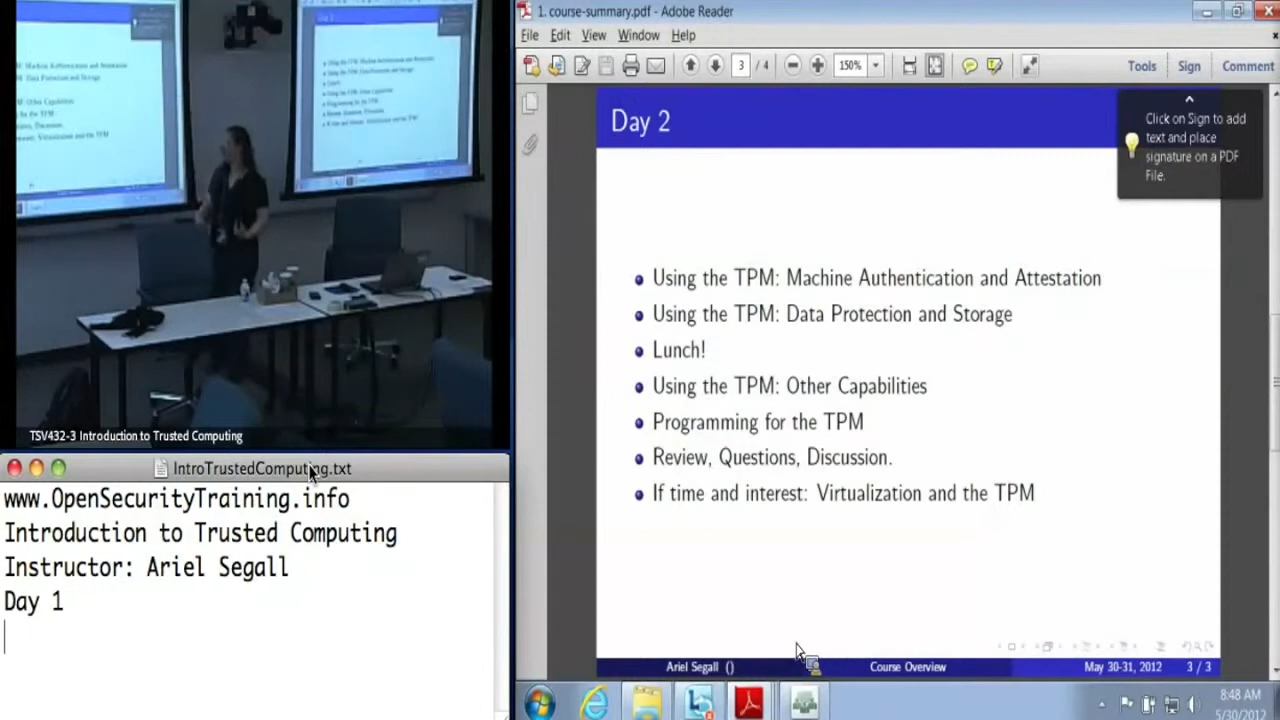 TSV432-3 Introduction to Trusted Computing
IntroTrustedComputing.txt
www.OpenSecurityTraining.info
Introduction to Trusted Computing
Instructor: Ariel Segall
Day 1
1. course-summary.pdf - Adobe Reader
File Edit View Window Help
3 / 4 150% Tools Sign Comment
Day 2
Click on Sign to add
text and place
signature on a PDF
File.
Using the TPM: Machine Authentication and Attestation
Using the TPM: Data Protection and Storage
Lunch!
Using the TPM: Other Capabilities
Programming for the TPM
Review, Questions, Discussion.
If time and interest: Virtualization and the TPM
Ariel Segall () Course Overview May 30-31, 2012 3 / 3
8:48 AM
5/30/2012